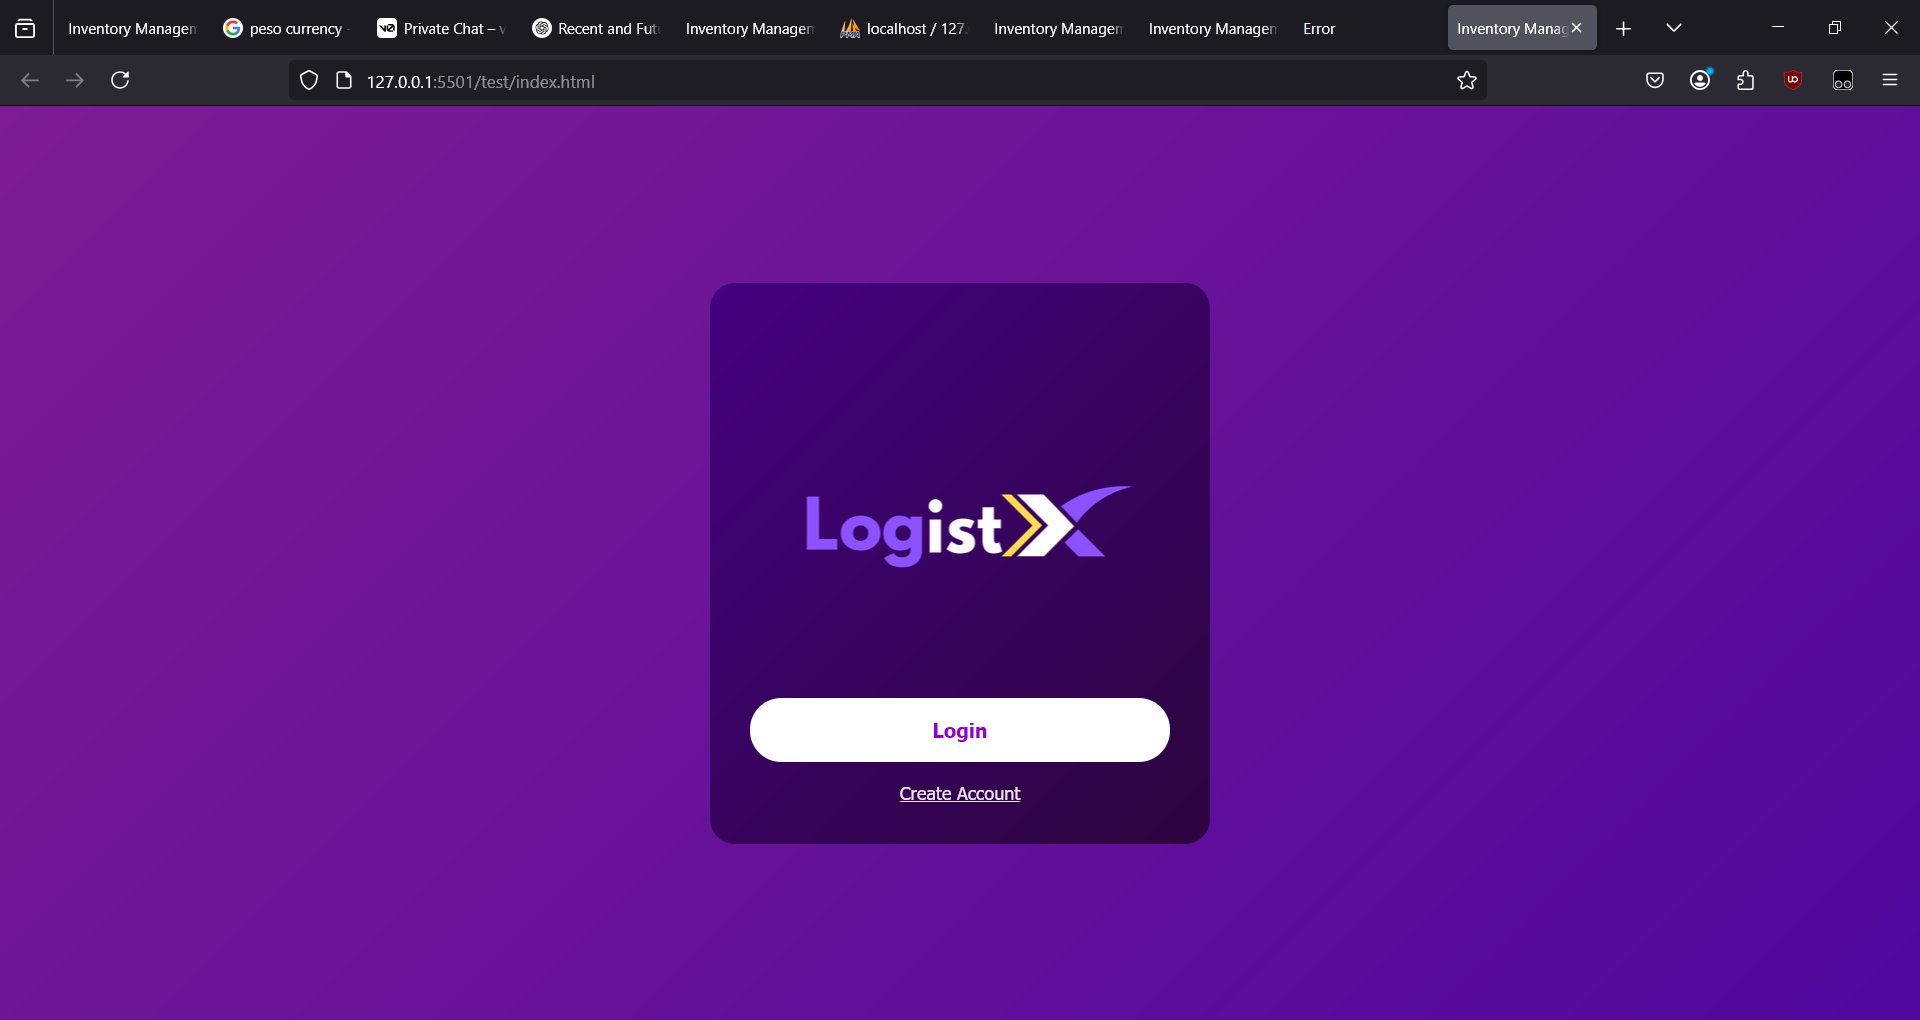 Inventory Managem
peso currency -
Private Chat – v
Recent and Futu
Inventory Managem
localhost / 127.
Inventory Managem
Inventory Managem
Error
Inventory Manag
127.0.0.1:5501/test/index.html
LogistX
Login
Create Account